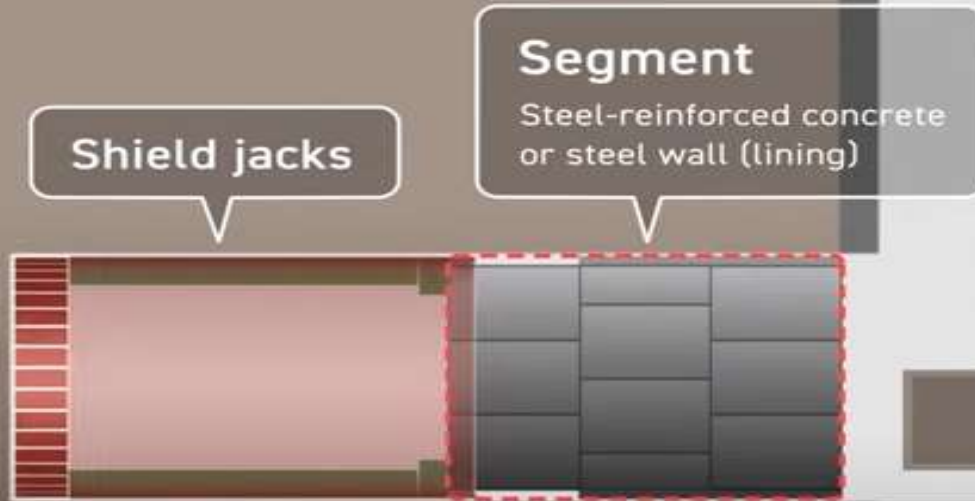 Shield jacks
Segment
Steel-reinforced concrete
or steel wall (lining)